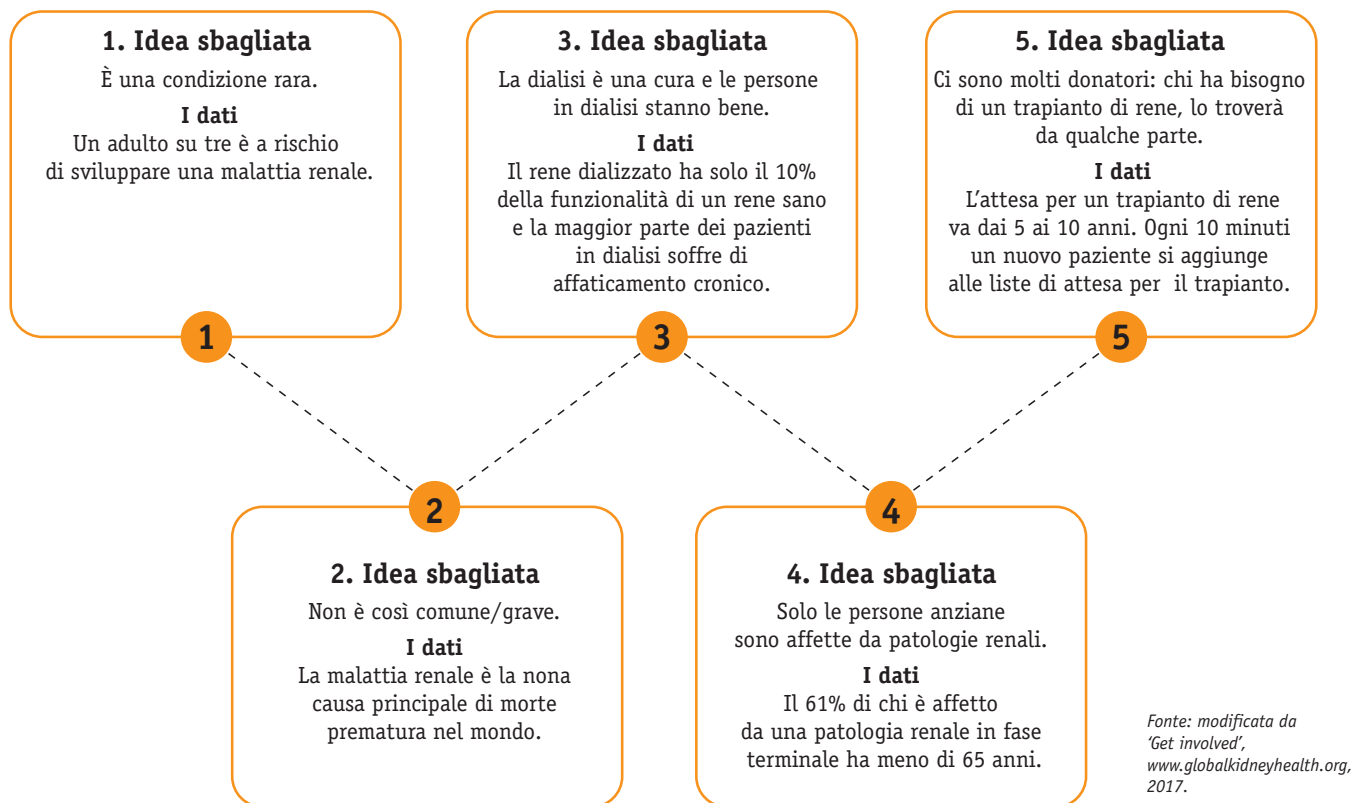 1. Idea sbagliata
È una condizione rara.
I dati
Un adulto su tre è a rischio
di sviluppare una malattia renale.
1
2
2. Idea sbagliata
Non è così comune/grave.
I dati
La malattia renale è la nona
causa principale di morte
prematura nel mondo.
3. Idea sbagliata
La dialisi è una cura e le persone
in dialisi stanno bene.
I dati
Il rene dializzato ha solo il 10%
della funzionalità di un rene sano
e la maggior parte dei pazienti
in dialisi soffre di
affaticamento cronico.
3
4
4. Idea sbagliata
Solo le persone anziane
sono affette da patologie renali.
I dati
Il 61% di chi è affetto
da una patologia renale in fase
terminale ha meno di 65 anni.
5. Idea sbagliata
Ci sono molti donatori: chi ha bisogno
di un trapianto di rene, lo troverà
da qualche parte.
I dati
L'attesa per un trapianto di rene
va dai 5 ai 10 anni. Ogni 10 minuti
un nuovo paziente si aggiunge
alle liste di attesa per il trapianto.
5
Fonte: modificata da
'Get involved',
www.globalkidneyhealth.org,
2017.